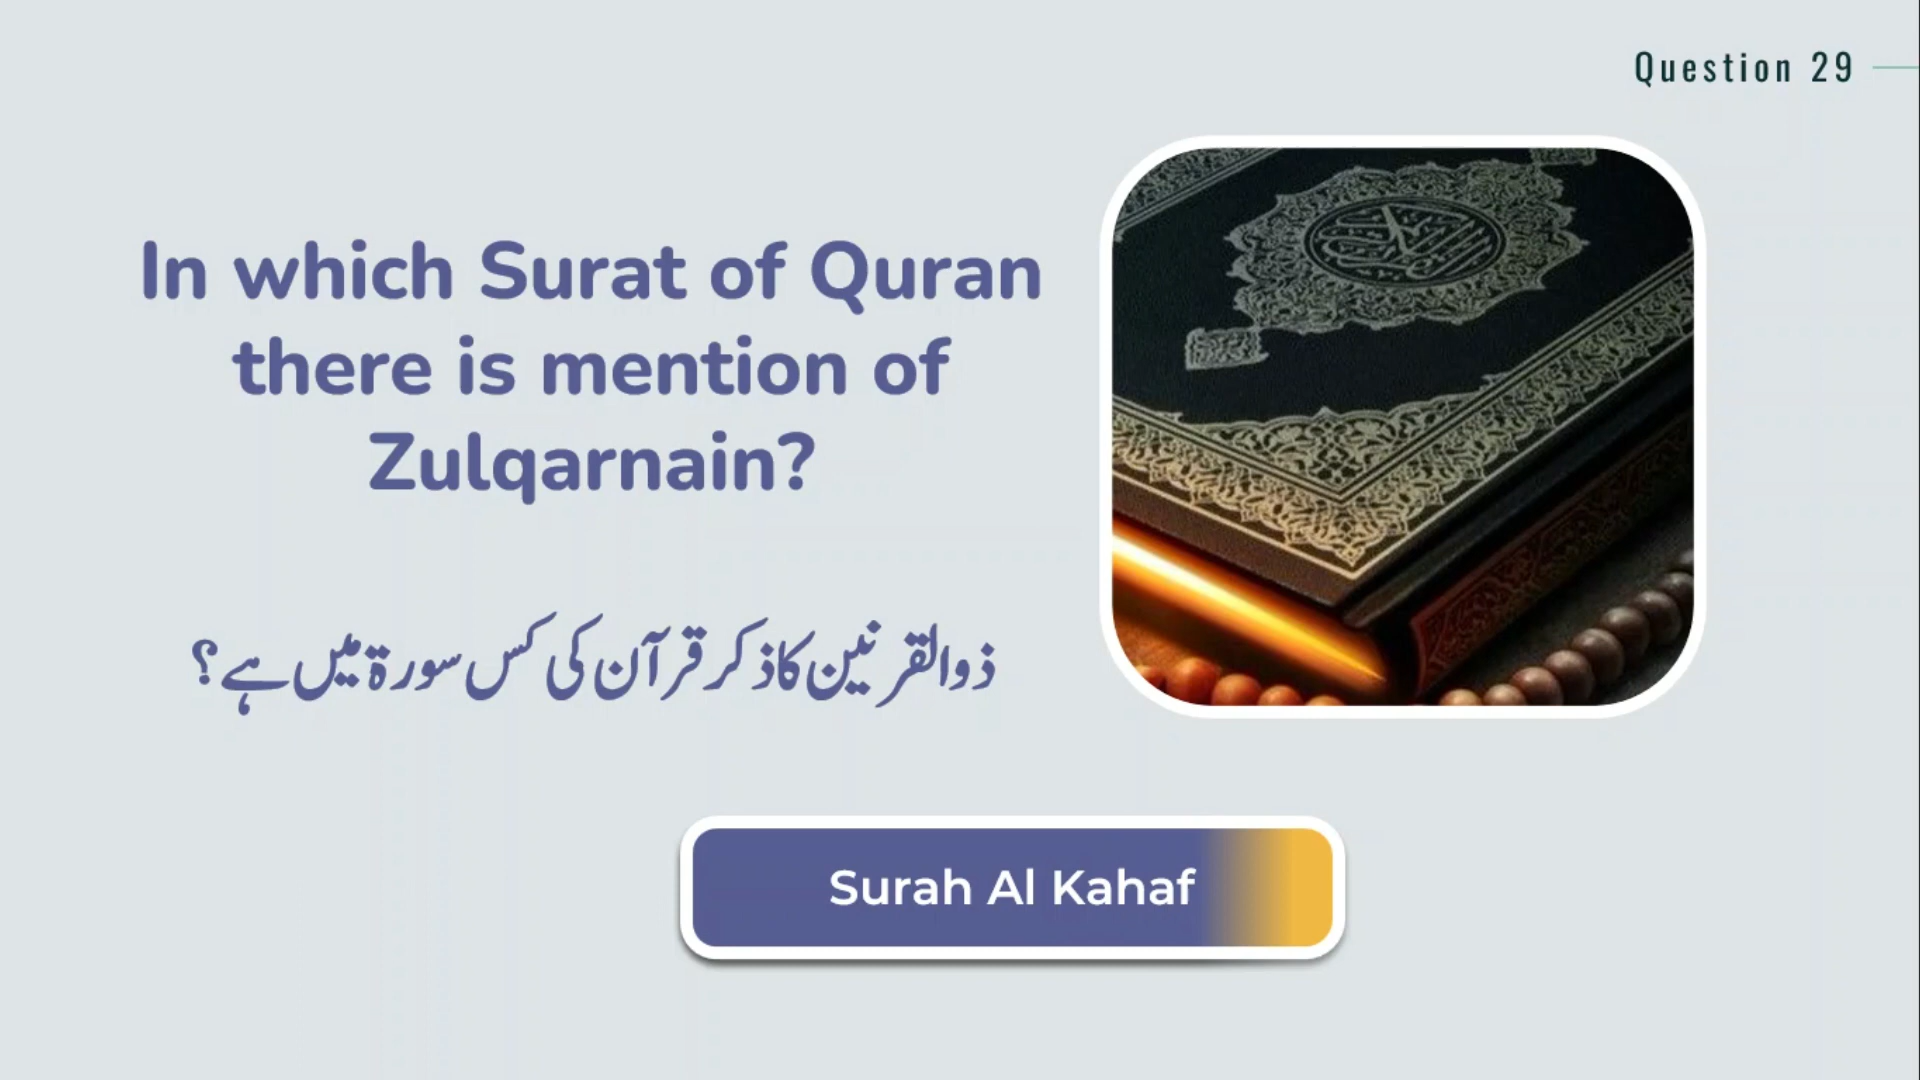 Question 29
In which Surat of Quran
there is mention of
Zulqarnain?
ذوالقرنین کا ذکر قرآن کی کس سورۃ میں ہے؟
Surah Al Kahaf